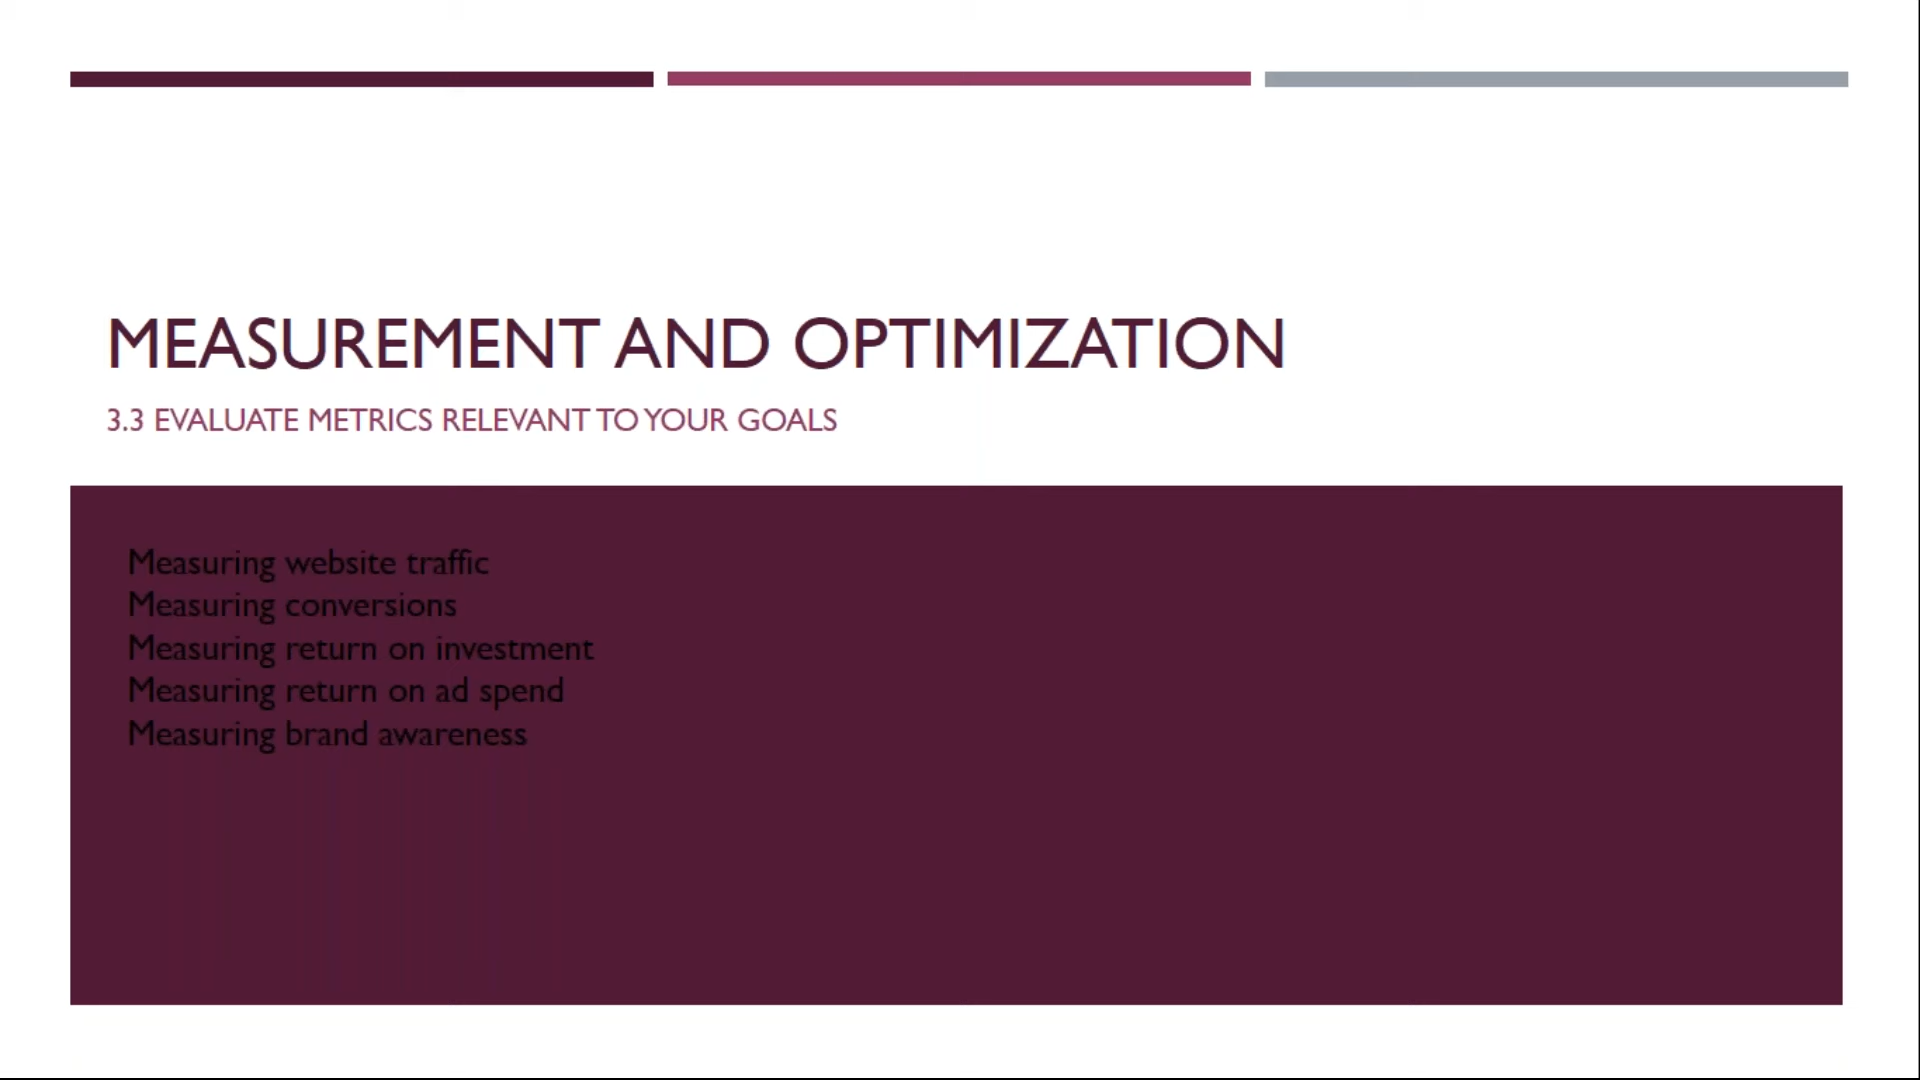 MEASUREMENT AND OPTIMIZATION
3.3 EVALUATE METRICS RELEVANT TO YOUR GOALS
Measuring website traffic
Measuring conversions
Measuring return on investment
Measuring return on ad spend
Measuring brand awareness